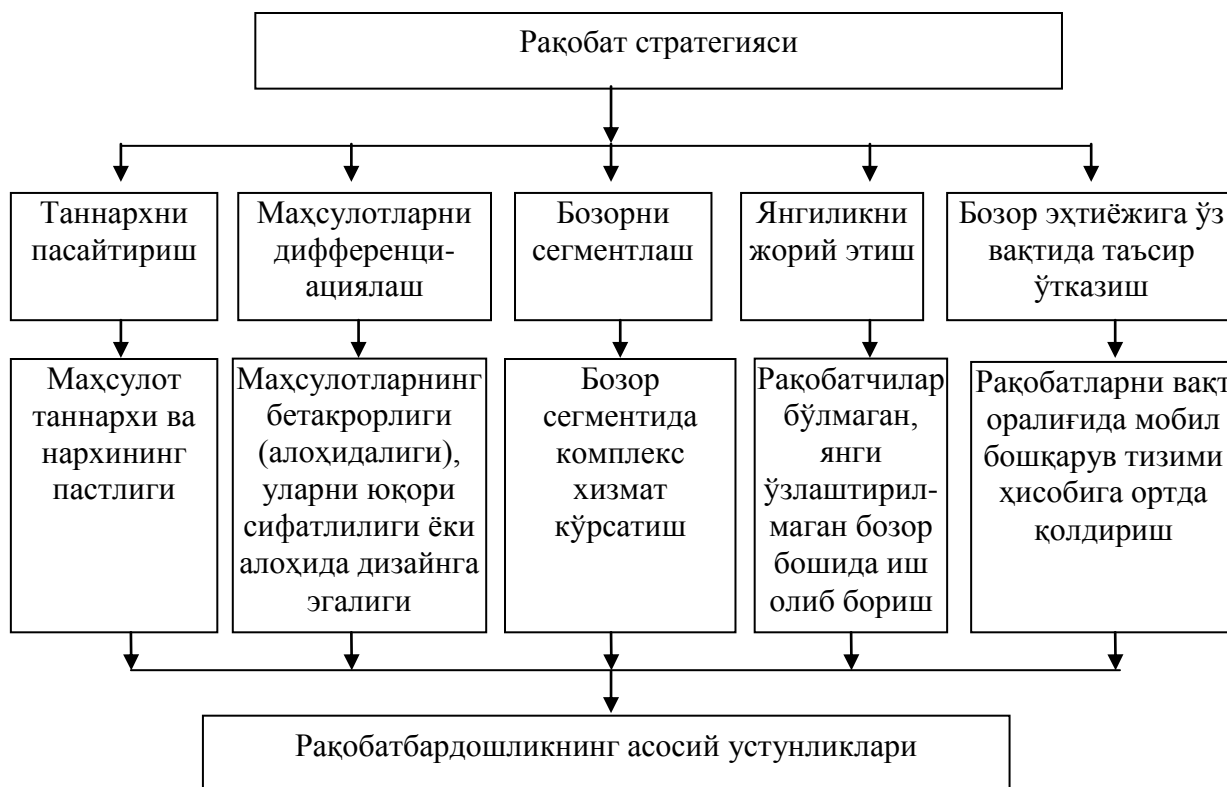 Рақобат стратегияси
Таннархни
пасайтириш
Маҳсулотларни
дифференци-
ациялаш
Бозорни
сегментлаш
Янгиликни
жорий этиш
Бозор эҳтиёжига ўз
вақтида таъсир
ўтказиш
Маҳсулот
таннархи ва
нархининг
пастлиги
Маҳсулотларнинг
бетакрорлиги
(алоҳидалиги),
уларни юқори
сифатлилиги ёки
алоҳида дизайнга
эгалиги
Бозор
сегментида
комплекс
хизмат
кўрсатиш
Рақобатчилар
бўлмаган,
янги
ўзлаштирил-
маган бозор
бошида иш
олиб бориш
Рақобатларни вақт
оралиғида мобил
бошқарув тизими
ҳисобига ортда
қолдириш
Рақобатбардошликнинг асосий устунликлари